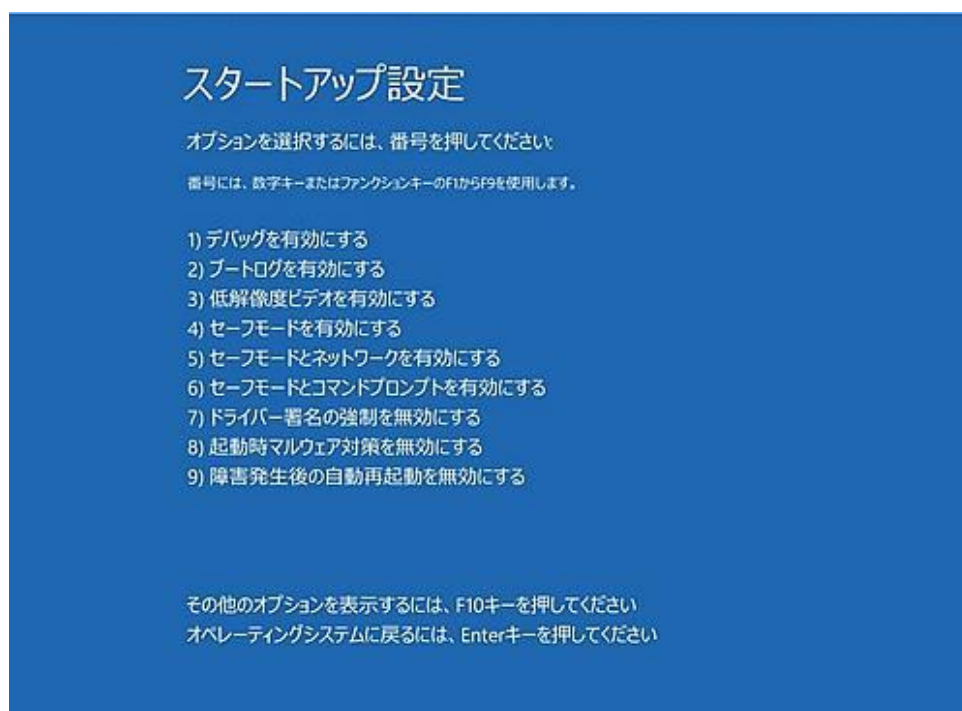 スタートアップ設定
オプションを選択するには、番号を押してください:
番号には、数字キーまたはファンクションキーのF1からF9を使用します。
1) デバッグを有効にする
2) ブートログを有効にする
3) 低解像度ビデオを有効にする
4) セーフモードを有効にする
5) セーフモードとネットワークを有効にする
6) セーフモードとコマンドプロンプトを有効にする
7) ドライバー署名の強制を無効にする
8) 起動時マルウェア対策を無効にする
9) 障害発生後の自動再起動を無効にする
その他のオプションを表示するには、F10キーを押してください
オペレーティングシステムに戻るには、Enterキーを押してください